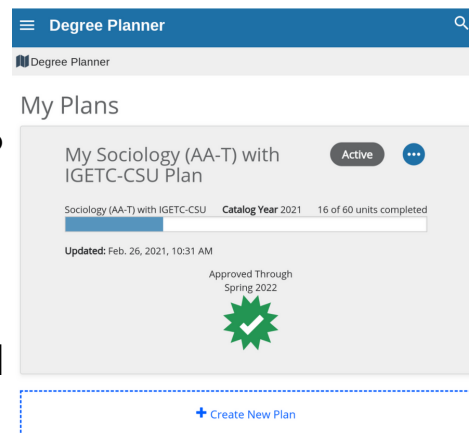 Degree Planner
Degree Planner
My Plans
My Sociology (AA-T) with
IGETC-CSU Plan
Active
Sociology (AA-T) with IGETC-CSU Catalog Year 2021 16 of 60 units completed
Updated: Feb. 26, 2021, 10:31 AM
Approved Through
Spring 2022
Create New Plan